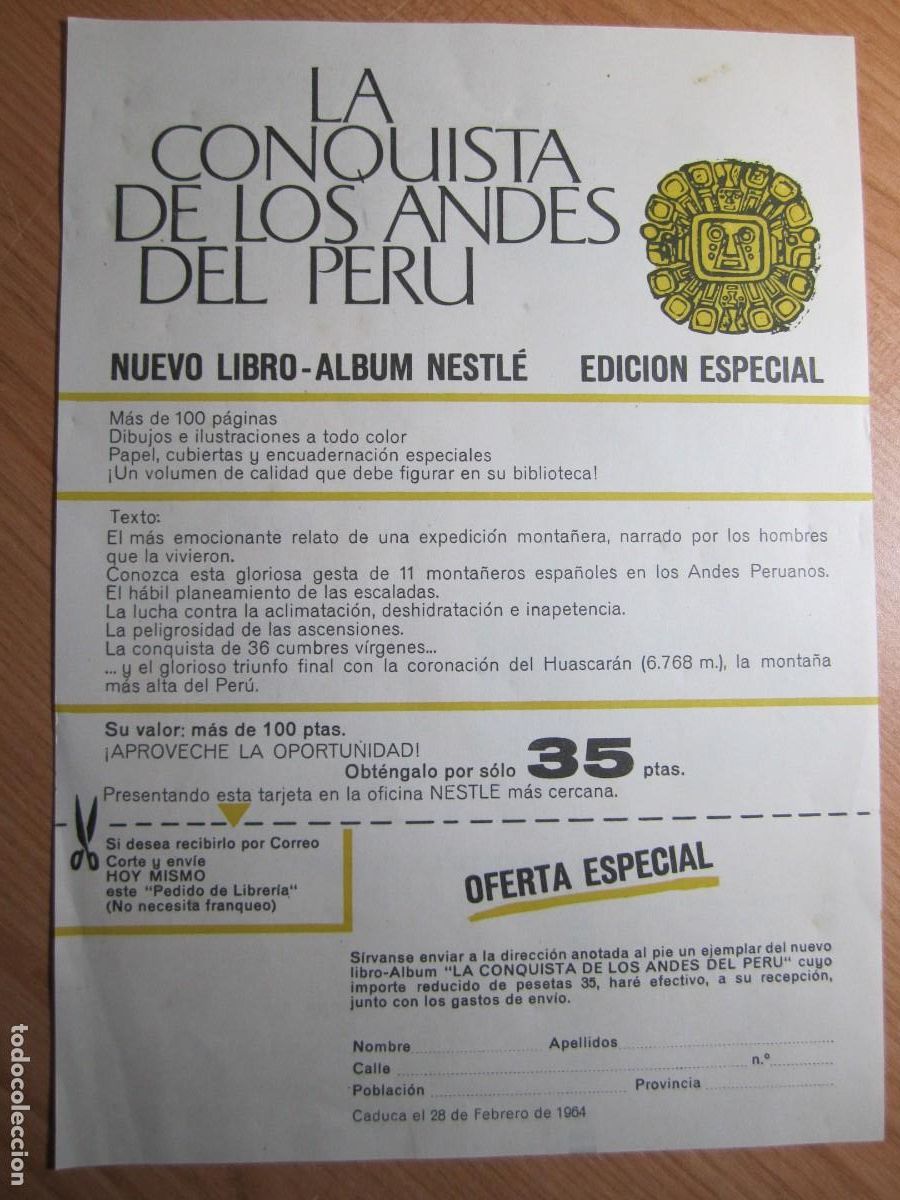 LA
CONQUISTA
DE LOS ANDES
DEL PERU
NUEVO LIBRO-ALBUM NESTLÉ EDICION ESPECIAL
Más de 100 páginas
Dibujos e ilustraciones a todo color
Papel, cubiertas y encuadernación especiales
¡Un volumen de calidad que debe figurar en su biblioteca!
Texto:
El más emocionante relato de una expedición montañera, narrado por los hombres
que la vivieron.
Conozca esta gloriosa gesta de 11 montañeros españoles en los Andes Peruanos.
El hábil planeamiento de las escaladas.
La lucha contra la aclimatación, deshidratación e inapetencia.
La peligrosidad de las ascensiones.
La conquista de 36 cumbres vírgenes...
... y el glorioso triunfo final con la coronación del Huascarán (6.768 m.), la montaña
más alta del Perú.
Su valor: más de 100 ptas.
¡APROVECHE LA OPORTUNIDAD!
Obténgalo por sólo 35 ptas.
Presentando esta tarjeta en la oficina NESTLE más cercana.
Si desea recibirlo por Correo
Corte y envíe
HOY MISMO
este "Pedido de Librería"
(No necesita franqueo)
OFERTA ESPECIAL
Sírvanse enviar a la dirección anotada al pie un ejemplar del nuevo
libro-Album "LA CONQUISTA DE LOS ANDES DEL PERU" cuyo
importe reducido de pesetas 35, haré efectivo, a su recepción,
junto con los gastos de envío.
Nombre Apellidos
Calle n.º
Población Provincia
Caduca el 28 de Febrero de 1964
todocoleccion